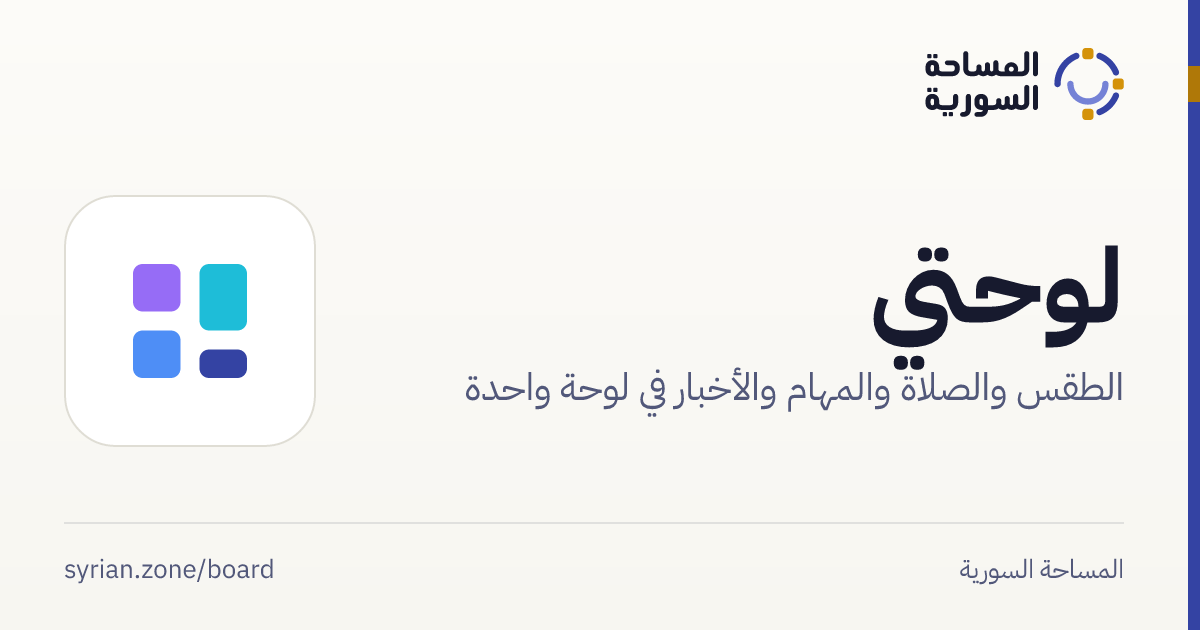 المساحة
السورية
لوحتي
الطقس والصلاة والمهام والأخبار في لوحة واحدة
المساحة السورية
syrian.zone/board